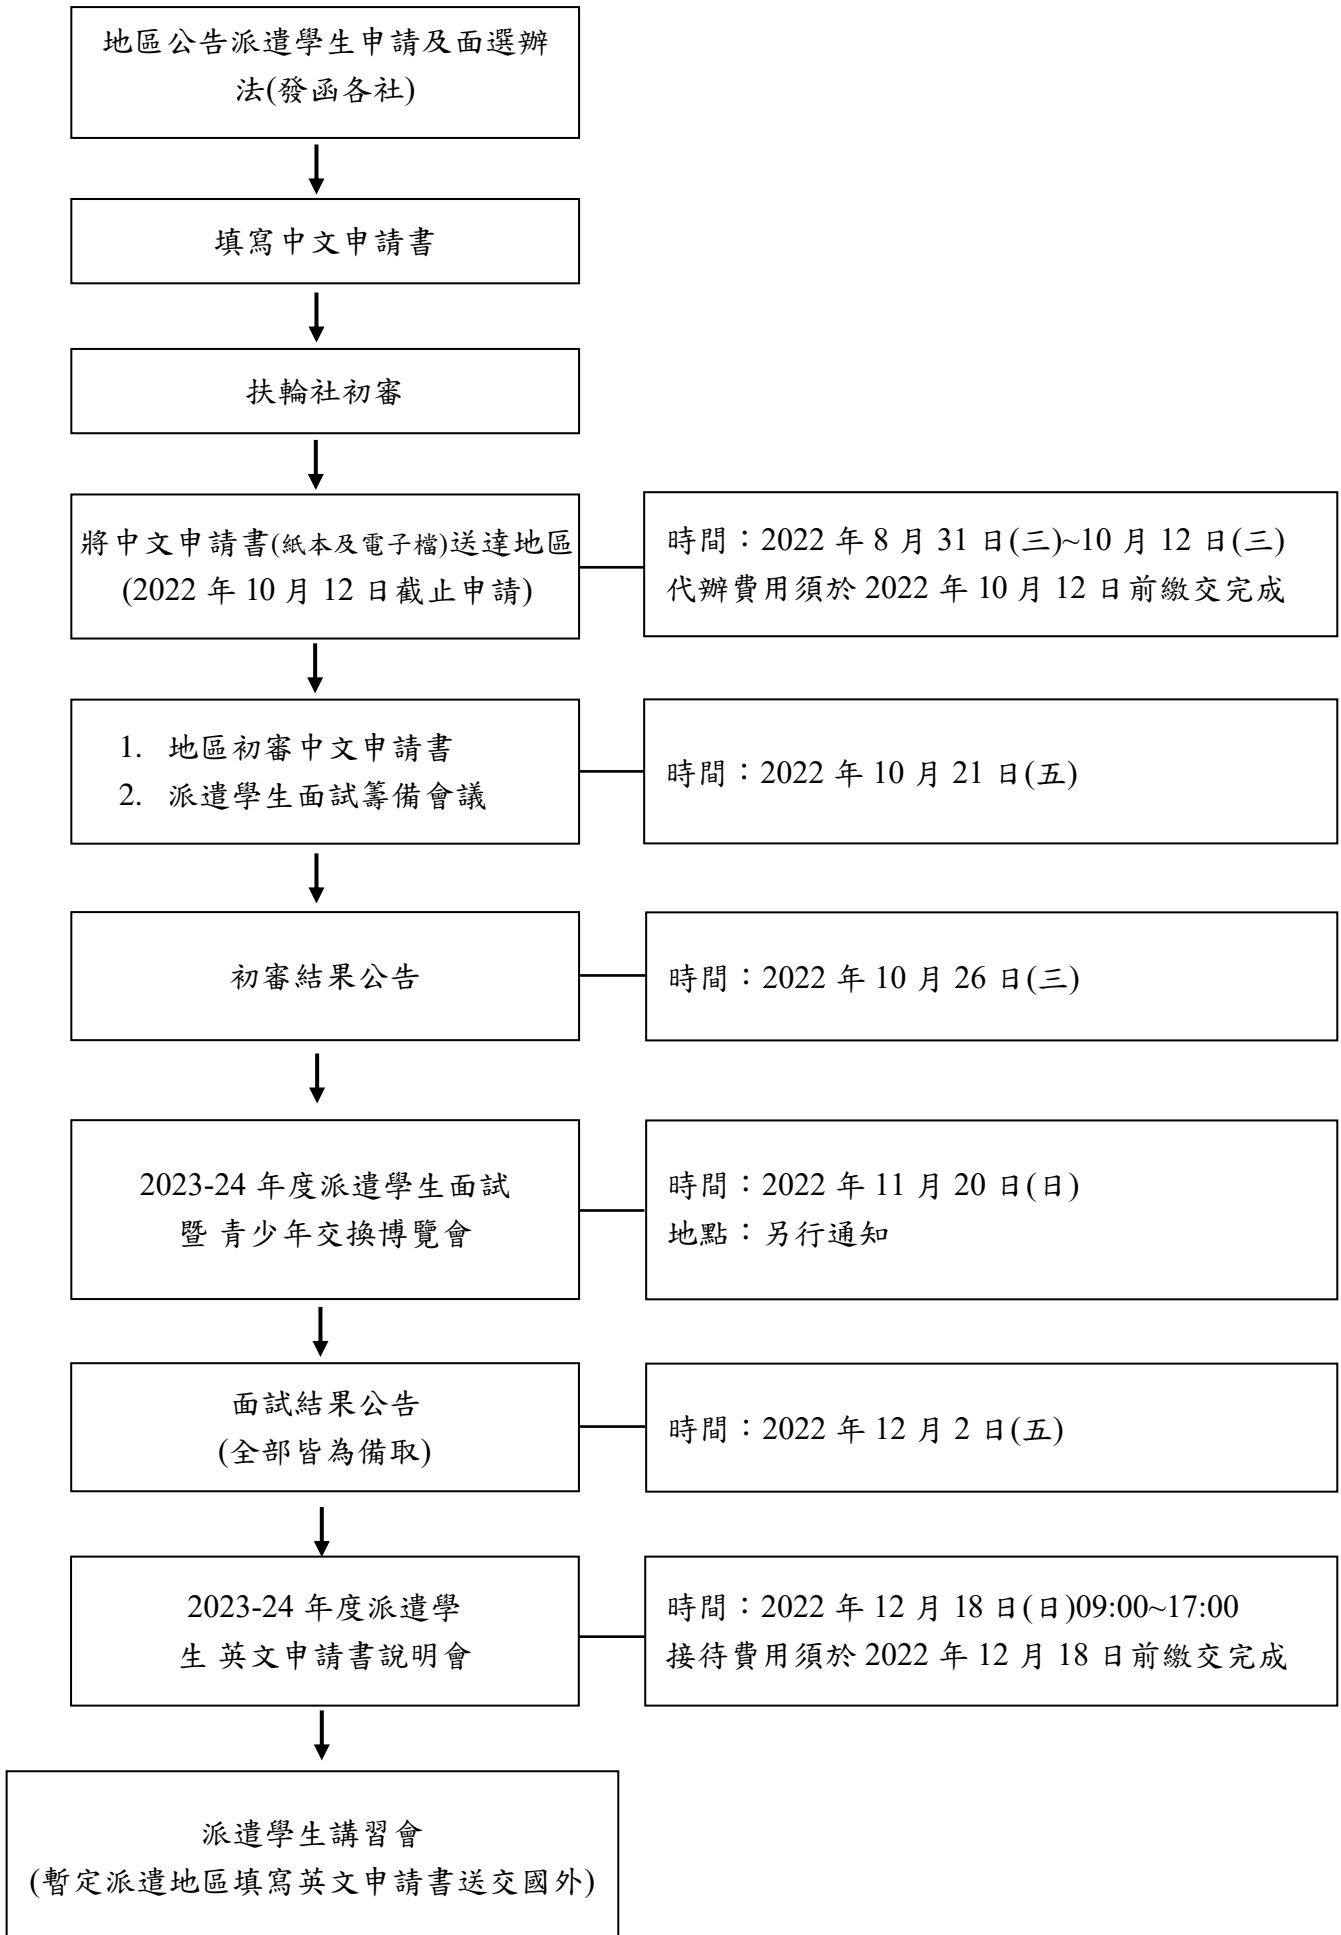 地區公告派遣學生申請及面選辦
法(發函各社)
填寫中文申請書
扶輪社初審
將中文申請書(紙本及電子檔)送達地區
(2022 年 10 月 12 日截止申請)
時間：2022 年 8 月 31 日(三)~10 月 12 日(三)
代辦費用須於 2022 年 10 月 12 日前繳交完成
1. 地區初審中文申請書
2. 派遣學生面試籌備會議
時間：2022 年 10 月 21 日(五)
初審結果公告
時間：2022 年 10 月 26 日(三)
2023-24 年度派遣學生面試
暨 青少年交換博覽會
時間：2022 年 11 月 20 日(日)
地點：另行通知
面試結果公告
(全部皆為備取)
時間：2022 年 12 月 2 日(五)
2023-24 年度派遣學
生 英文申請書說明會
時間：2022 年 12 月 18 日(日)09:00~17:00
接待費用須於 2022 年 12 月 18 日前繳交完成
派遣學生講習會
(暫定派遣地區填寫英文申請書送交國外)